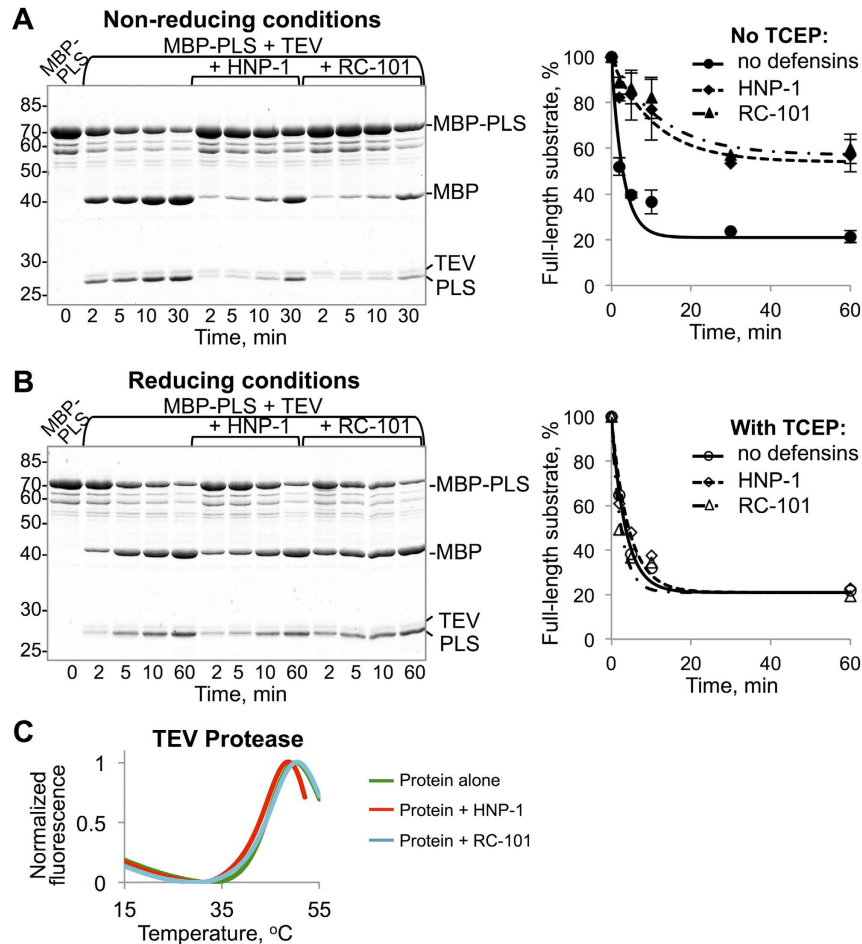 A
Non-reducing conditions
MBP-PLS
MBP-PLS + TEV
+ HNP-1
+ RC-101
85-
70-
60-
50-
40-
30-
25-
-MBP-PLS
-MBP
TEV
PLS
0 2 5 10 30 2 5 10 30 2 5 10 30
Time, min
No TCEP:
no defensins
HNP-1
RC-101
Full-length substrate, %
100
80
60
40
20
0
0 20 40 60
Time, min
B
Reducing conditions
MBP-PLS
MBP-PLS + TEV
+ HNP-1
+ RC-101
85-
70-
60-
50-
40-
30-
25-
-MBP-PLS
-MBP
TEV
PLS
0 2 5 10 60 2 5 10 60 2 5 10 60
Time, min
With TCEP:
no defensins
HNP-1
RC-101
Full-length substrate, %
100
80
60
40
20
0
0 20 40 60
Time, min
C
TEV Protease
Normalized
fluorescence
1
0.5
0
15 35 55
Temperature, °C
Protein alone
Protein + HNP-1
Protein + RC-101